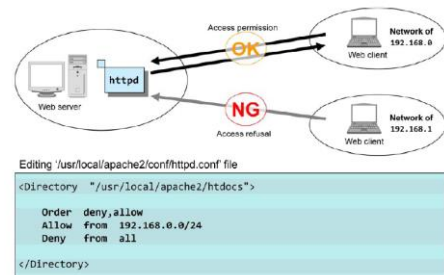 Access permission
OK
Network of
192.168.0
Web client
httpd
Web server
NG
Access refusal
Network of
192.168.1
Web client
Editing '/usr/local/apache2/conf/httpd.conf' file
<Directory "/usr/local/apache2/htdocs">
Order deny,allow
Allow from 192.168.0.0/24
Deny from all
</Directory>